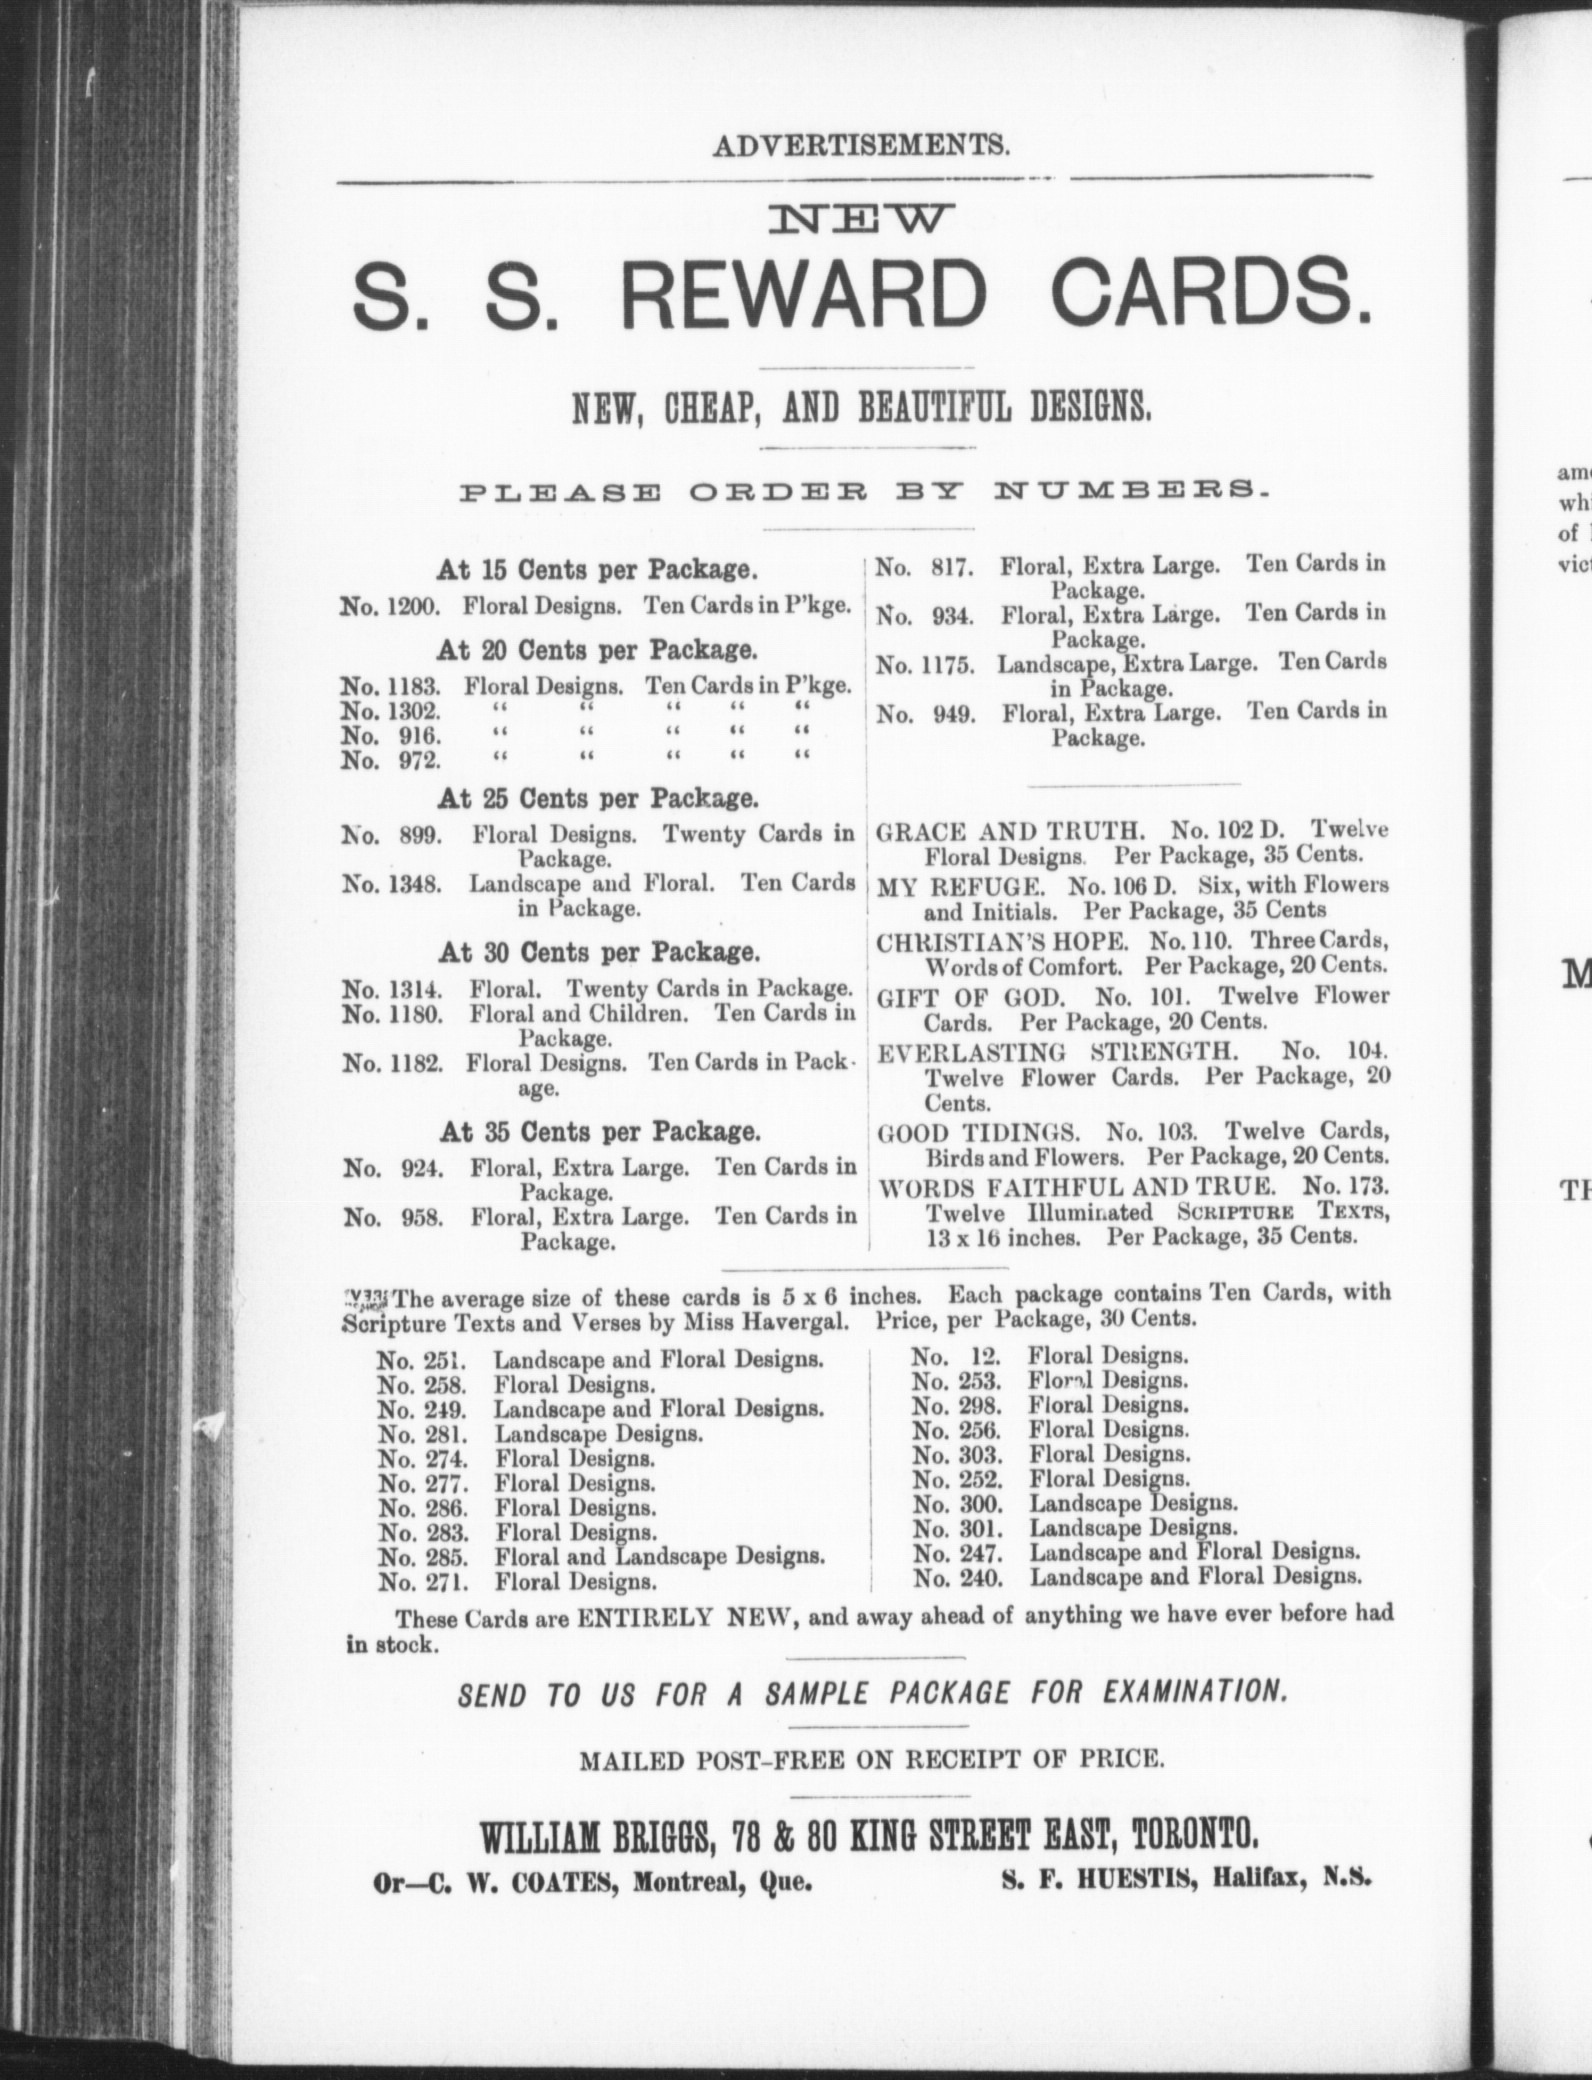 ADVERTISEMENTS.
NEW
S. S. REWARD CARDS.
NEW, CHEAP, AND BEAUTIFUL DESIGNS.
PLEASE ORDER BY NUMBERS.
At 15 Cents per Package.
No. 1200. Floral Designs. Ten Cards in P'kge.
At 20 Cents per Package.
No. 1183. Floral Designs. Ten Cards in P'kge.
No. 1302. “ “ “ “ “
No. 916. “ “ “ “ “
No. 972. “ “ “ “ “
At 25 Cents per Package.
No. 899. Floral Designs. Twenty Cards in
Package.
No. 1348. Landscape and Floral. Ten Cards
in Package.
At 30 Cents per Package.
No. 1314. Floral. Twenty Cards in Package.
No. 1180. Floral and Children. Ten Cards in
Package.
No. 1182. Floral Designs. Ten Cards in Pack-
age.
At 35 Cents per Package.
No. 924. Floral, Extra Large. Ten Cards in
Package.
No. 958. Floral, Extra Large. Ten Cards in
Package.
No. 817. Floral, Extra Large. Ten Cards in
Package.
No. 934. Floral, Extra Large. Ten Cards in
Package.
No. 1175. Landscape, Extra Large. Ten Cards
in Package.
No. 949. Floral, Extra Large. Ten Cards in
Package.
GRACE AND TRUTH. No. 102 D. Twelve
Floral Designs. Per Package, 35 Cents.
MY REFUGE. No. 106 D. Six, with Flowers
and Initials. Per Package, 35 Cents
CHRISTIAN'S HOPE. No. 110. Three Cards,
Words of Comfort. Per Package, 20 Cents.
GIFT OF GOD. No. 101. Twelve Flower
Cards. Per Package, 20 Cents.
EVERLASTING STRENGTH. No. 104.
Twelve Flower Cards. Per Package, 20
Cents.
GOOD TIDINGS. No. 103. Twelve Cards,
Birds and Flowers. Per Package, 20 Cents.
WORDS FAITHFUL AND TRUE. No. 173.
Twelve Illuminated SCRIPTURE TEXTS,
13 x 16 inches. Per Package, 35 Cents.
The average size of these cards is 5 x 6 inches. Each package contains Ten Cards, with
Scripture Texts and Verses by Miss Havergal. Price, per Package, 30 Cents.
No. 251. Landscape and Floral Designs.
No. 258. Floral Designs.
No. 249. Landscape and Floral Designs.
No. 281. Landscape Designs.
No. 274. Floral Designs.
No. 277. Floral Designs.
No. 286. Floral Designs.
No. 283. Floral Designs.
No. 285. Floral and Landscape Designs.
No. 271. Floral Designs.
No. 12. Floral Designs.
No. 253. Floral Designs.
No. 298. Floral Designs.
No. 256. Floral Designs.
No. 303. Floral Designs.
No. 252. Floral Designs.
No. 300. Landscape Designs.
No. 301. Landscape Designs.
No. 247. Landscape and Floral Designs.
No. 240. Landscape and Floral Designs.
These Cards are ENTIRELY NEW, and away ahead of anything we have ever before had
in stock.
SEND TO US FOR A SAMPLE PACKAGE FOR EXAMINATION.
MAILED POST-FREE ON RECEIPT OF PRICE.
WILLIAM BRIGGS, 78 & 80 KING STREET EAST, TORONTO.
Or—C. W. COATES, Montreal, Que. S. F. HUESTIS, Halifax, N.S.
of